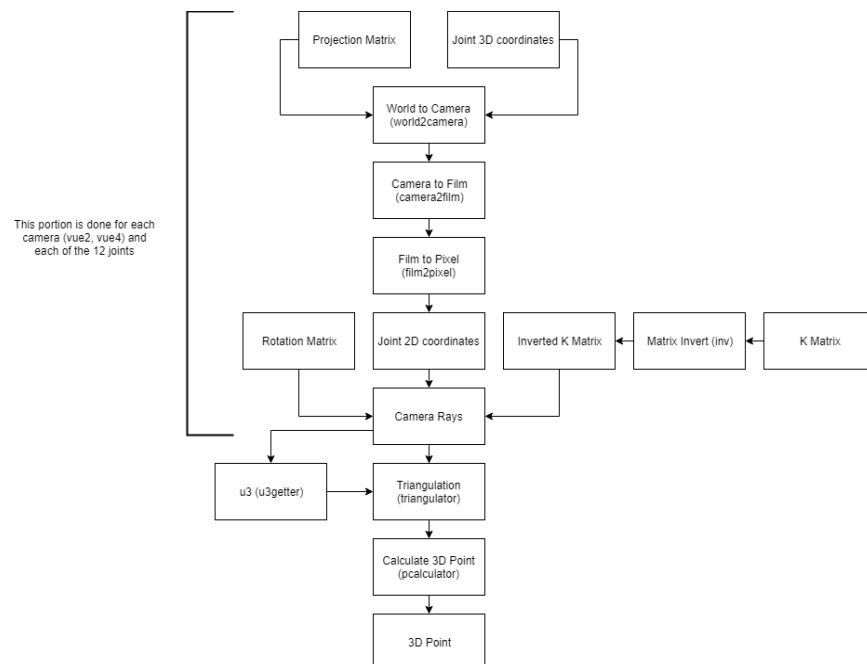 Projection Matrix
Joint 3D coordinates
World to Camera
(world2camera)
Camera to Film
(camera2film)
This portion is done for each
camera (vue2, vue4) and
each of the 12 joints
Film to Pixel
(film2pixel)
Rotation Matrix
Joint 2D coordinates
Inverted K Matrix
Matrix Invert (inv)
K Matrix
Camera Rays
u3 (u3getter)
Triangulation
(triangulator)
Calculate 3D Point
(pcalculator)
3D Point